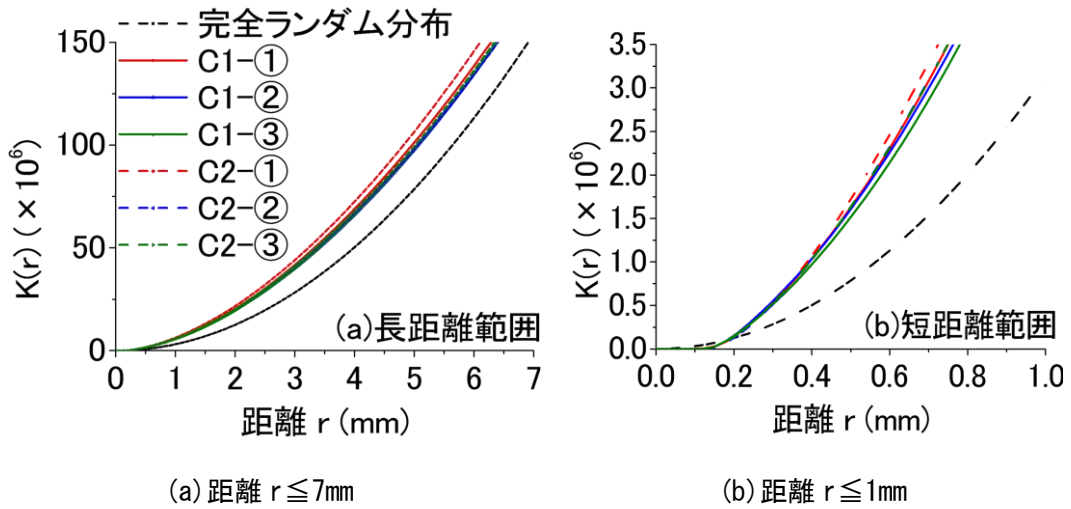 完全ランダム分布
C1-①
C1-②
C1-③
C2-①
C2-②
C2-③
150
100
50
0
K(r) (×10⁶)
(a)長距離範囲
0 1 2 3 4 5 6 7
距離 r (mm)
3.5
3.0
2.5
2.0
1.5
1.0
0.5
0.0
K(r) (×10⁶)
(b)短距離範囲
0.0 0.2 0.4 0.6 0.8 1.0
距離 r (mm)
(a) 距離 r≦7mm
(b) 距離 r≦1mm